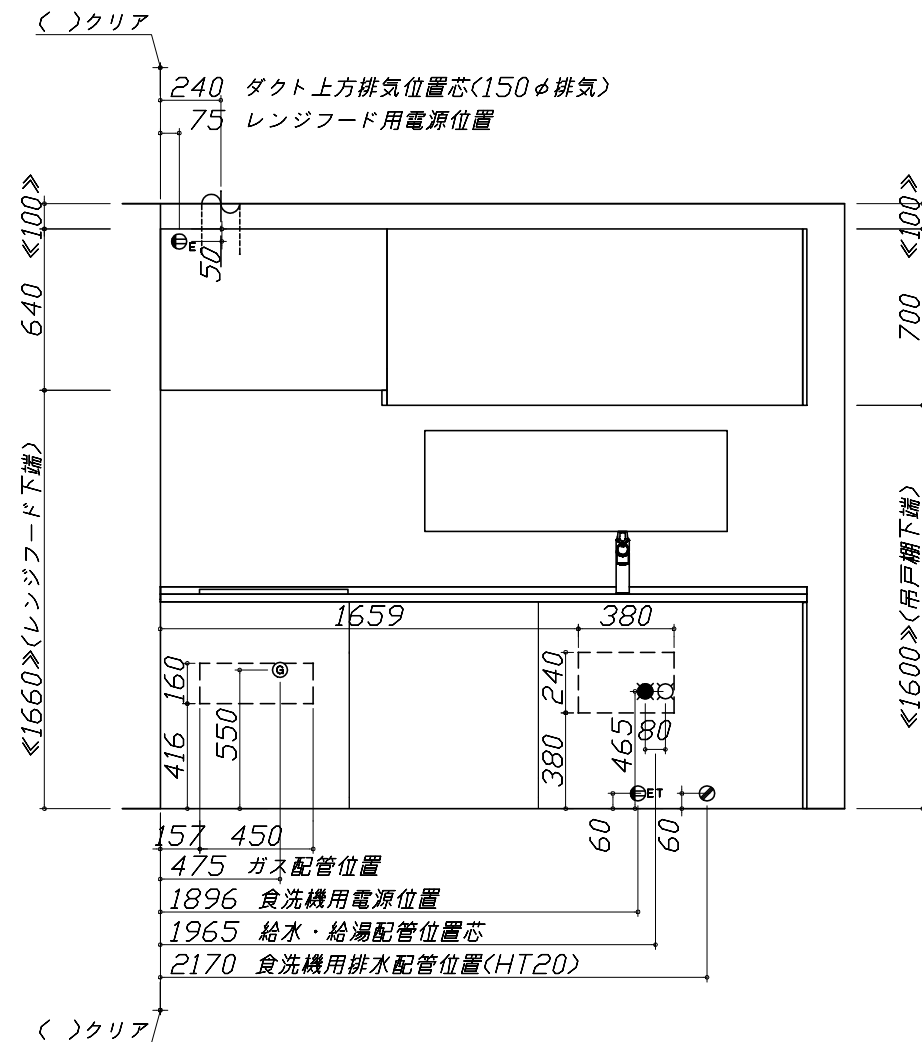 ( )クリア
240 ダクト上方排気位置芯(150φ排気)
75 レンジフード用電源位置
≪100≫
≪100≫
E
50
640
700
≪1660≫(レンジフード下端)
≪1600≫(吊戸棚下端)
1659
380
160
G
240
416
550
380
465
80
ET
60
60
157
450
475 ガス配管位置
1896 食洗機用電源位置
1965 給水・給湯配管位置芯
2170 食洗機用排水配管位置(HT20)
( )クリア